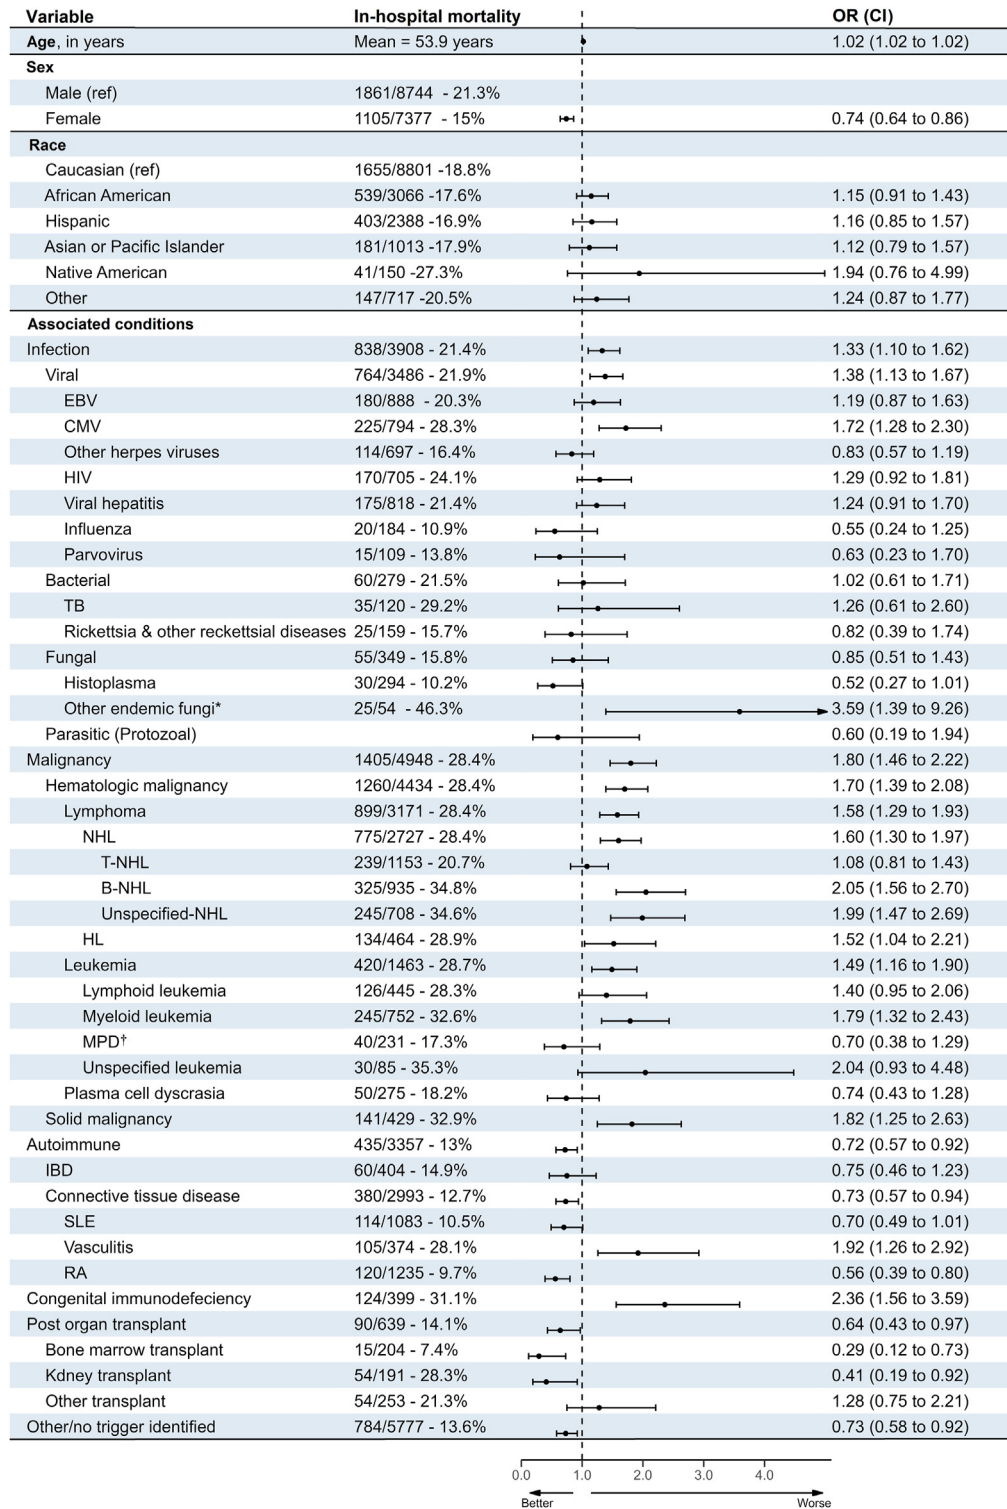 Variable In-hospital mortality OR (CI)
Age, in years Mean = 53.9 years 1.02 (1.02 to 1.02)
Sex
Male (ref) 1861/8744 - 21.3%
Female 1105/7377 - 15% 0.74 (0.64 to 0.86)
Race
Caucasian (ref) 1655/8801 -18.8%
African American 539/3066 -17.6% 1.15 (0.91 to 1.43)
Hispanic 403/2388 -16.9% 1.16 (0.85 to 1.57)
Asian or Pacific Islander 181/1013 -17.9% 1.12 (0.79 to 1.57)
Native American 41/150 -27.3% 1.94 (0.76 to 4.99)
Other 147/717 -20.5% 1.24 (0.87 to 1.77)
Associated conditions
Infection 838/3908 - 21.4% 1.33 (1.10 to 1.62)
Viral 764/3486 - 21.9% 1.38 (1.13 to 1.67)
EBV 180/888 - 20.3% 1.19 (0.87 to 1.63)
CMV 225/794 - 28.3% 1.72 (1.28 to 2.30)
Other herpes viruses 114/697 - 16.4% 0.83 (0.57 to 1.19)
HIV 170/705 - 24.1% 1.29 (0.92 to 1.81)
Viral hepatitis 175/818 - 21.4% 1.24 (0.91 to 1.70)
Influenza 20/184 - 10.9% 0.55 (0.24 to 1.25)
Parvovirus 15/109 - 13.8% 0.63 (0.23 to 1.70)
Bacterial 60/279 - 21.5% 1.02 (0.61 to 1.71)
TB 35/120 - 29.2% 1.26 (0.61 to 2.60)
Rickettsia & other reckettsial diseases 25/159 - 15.7% 0.82 (0.39 to 1.74)
Fungal 55/349 - 15.8% 0.85 (0.51 to 1.43)
Histoplasma 30/294 - 10.2% 0.52 (0.27 to 1.01)
Other endemic fungi* 25/54 - 46.3% 3.59 (1.39 to 9.26)
Parasitic (Protozoal) 0.60 (0.19 to 1.94)
Malignancy 1405/4948 - 28.4% 1.80 (1.46 to 2.22)
Hematologic malignancy 1260/4434 - 28.4% 1.70 (1.39 to 2.08)
Lymphoma 899/3171 - 28.4% 1.58 (1.29 to 1.93)
NHL 775/2727 - 28.4% 1.60 (1.30 to 1.97)
T-NHL 239/1153 - 20.7% 1.08 (0.81 to 1.43)
B-NHL 325/935 - 34.8% 2.05 (1.56 to 2.70)
Unspecified-NHL 245/708 - 34.6% 1.99 (1.47 to 2.69)
HL 134/464 - 28.9% 1.52 (1.04 to 2.21)
Leukemia 420/1463 - 28.7% 1.49 (1.16 to 1.90)
Lymphoid leukemia 126/445 - 28.3% 1.40 (0.95 to 2.06)
Myeloid leukemia 245/752 - 32.6% 1.79 (1.32 to 2.43)
MPD† 40/231 - 17.3% 0.70 (0.38 to 1.29)
Unspecified leukemia 30/85 - 35.3% 2.04 (0.93 to 4.48)
Plasma cell dyscrasia 50/275 - 18.2% 0.74 (0.43 to 1.28)
Solid malignancy 141/429 - 32.9% 1.82 (1.25 to 2.63)
Autoimmune 435/3357 - 13% 0.72 (0.57 to 0.92)
IBD 60/404 - 14.9% 0.75 (0.46 to 1.23)
Connective tissue disease 380/2993 - 12.7% 0.73 (0.57 to 0.94)
SLE 114/1083 - 10.5% 0.70 (0.49 to 1.01)
Vasculitis 105/374 - 28.1% 1.92 (1.26 to 2.92)
RA 120/1235 - 9.7% 0.56 (0.39 to 0.80)
Congenital immunodefeciency 124/399 - 31.1% 2.36 (1.56 to 3.59)
Post organ transplant 90/639 - 14.1% 0.64 (0.43 to 0.97)
Bone marrow transplant 15/204 - 7.4% 0.29 (0.12 to 0.73)
Kdney transplant 54/191 - 28.3% 0.41 (0.19 to 0.92)
Other transplant 54/253 - 21.3% 1.28 (0.75 to 2.21)
Other/no trigger identified 784/5777 - 13.6% 0.73 (0.58 to 0.92)
0.0 1.0 2.0 3.0 4.0
Better Worse